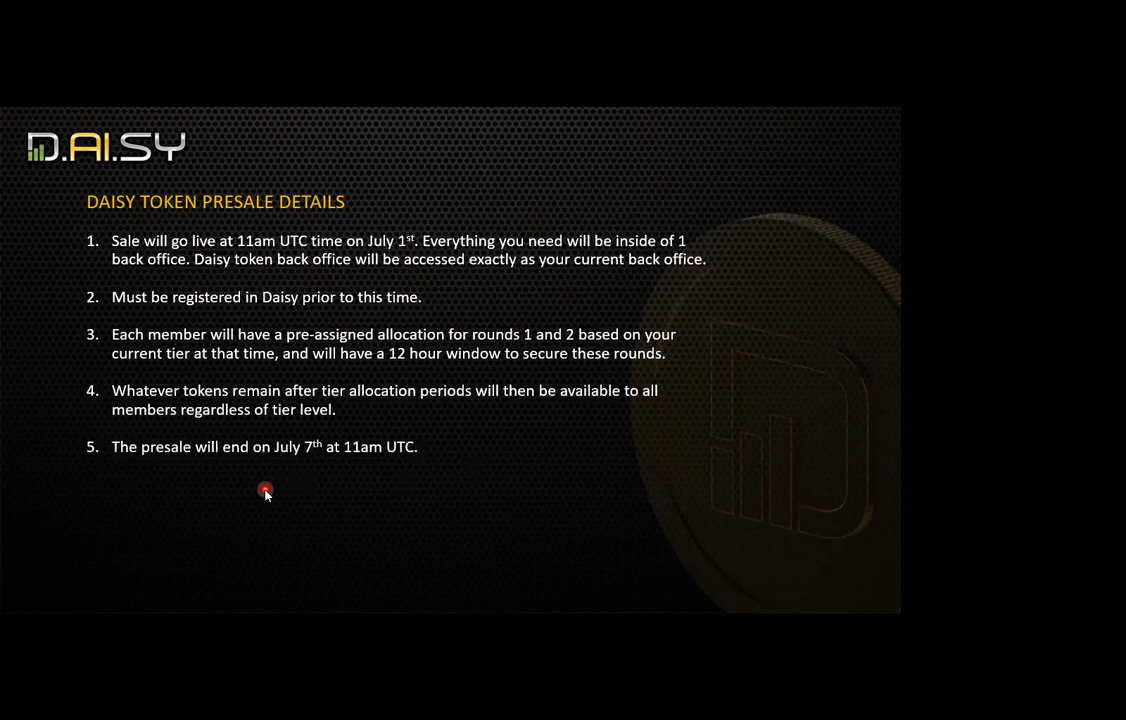 D.AI.SY
DAISY TOKEN PRESALE DETAILS
1. Sale will go live at 11am UTC time on July 1st. Everything you need will be inside of 1
back office. Daisy token back office will be accessed exactly as your current back office.
2. Must be registered in Daisy prior to this time.
3. Each member will have a pre-assigned allocation for rounds 1 and 2 based on your
current tier at that time, and will have a 12 hour window to secure these rounds.
4. Whatever tokens remain after tier allocation periods will then be available to all
members regardless of tier level.
5. The presale will end on July 7th at 11am UTC.